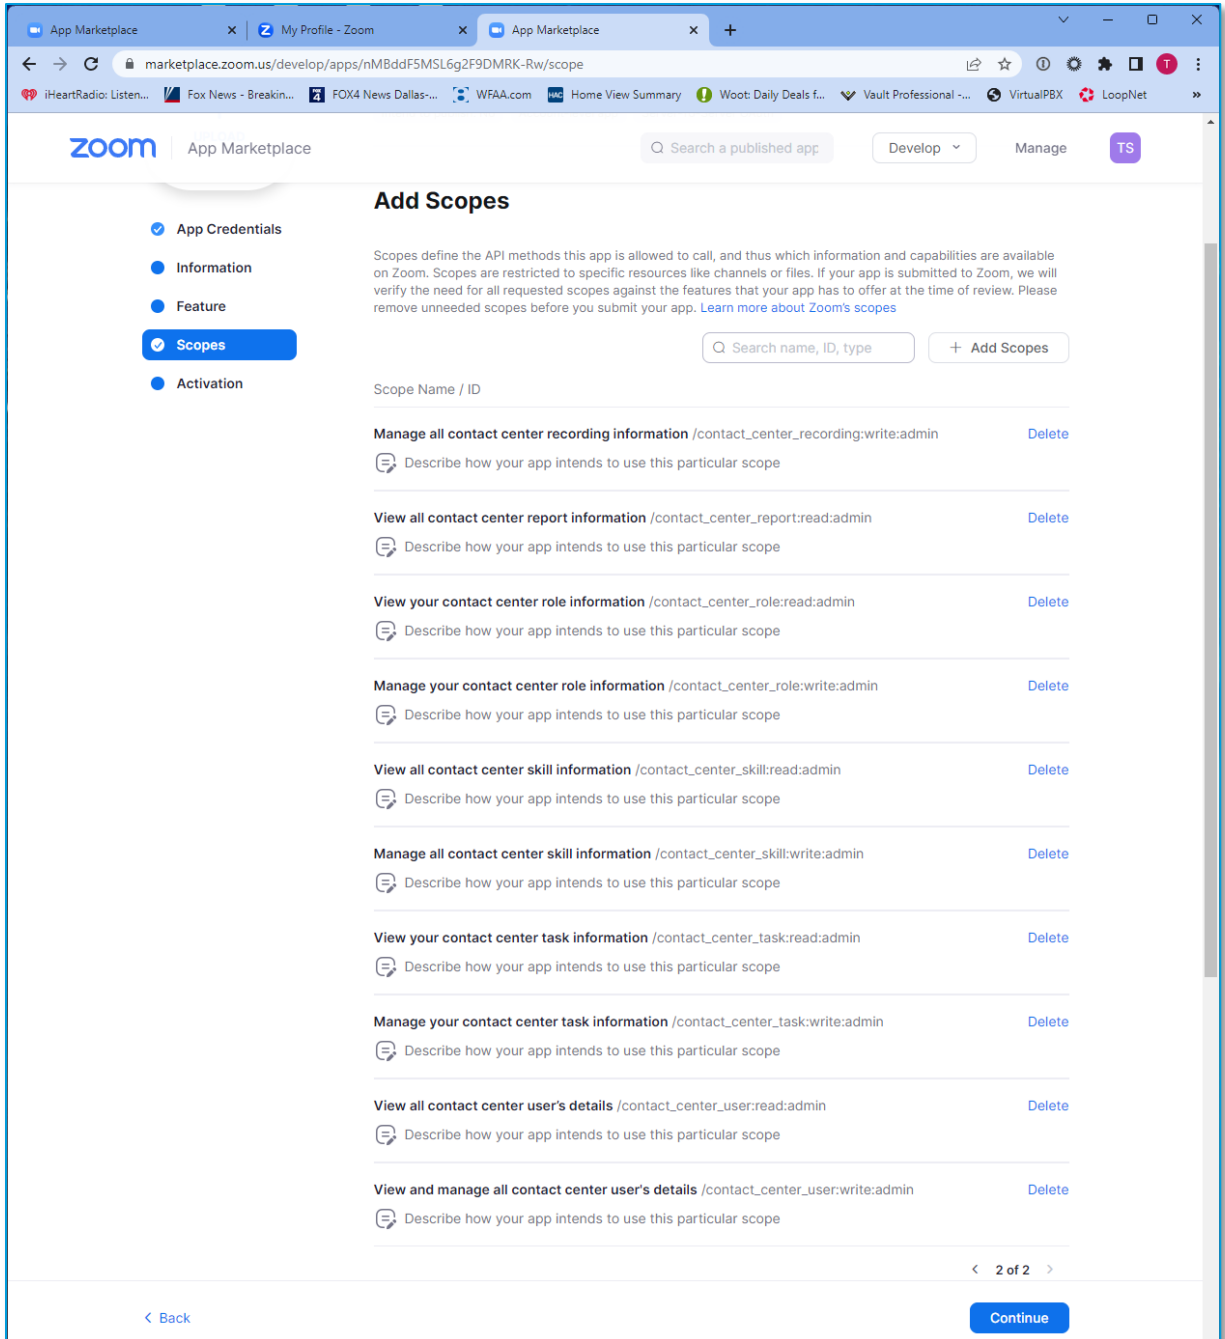 App Marketplace
My Profile - Zoom
App Marketplace
marketplace.zoom.us/develop/apps/nMBddF5MSL6g2F9DMRK-Rw/scope
T
iHeartRadio: Listen...
Fox News - Breakin...
FOX4 News Dallas-...
WFAA.com
HAC Home View Summary
Woot: Daily Deals f...
Vault Professional -...
VirtualPBX
LoopNet
»
zoom
App Marketplace
Search a published app
Develop
Manage
TS
App Credentials
Information
Feature
Scopes
Activation
Add Scopes
Scopes define the API methods this app is allowed to call, and thus which information and capabilities are available
on Zoom. Scopes are restricted to specific resources like channels or files. If your app is submitted to Zoom, we will
verify the need for all requested scopes against the features that your app has to offer at the time of review. Please
remove unneeded scopes before you submit your app. Learn more about Zoom's scopes
Search name, ID, type
+ Add Scopes
Scope Name / ID
Manage all contact center recording information /contact_center_recording:write:admin Delete
Describe how your app intends to use this particular scope
View all contact center report information /contact_center_report:read:admin Delete
Describe how your app intends to use this particular scope
View your contact center role information /contact_center_role:read:admin Delete
Describe how your app intends to use this particular scope
Manage your contact center role information /contact_center_role:write:admin Delete
Describe how your app intends to use this particular scope
View all contact center skill information /contact_center_skill:read:admin Delete
Describe how your app intends to use this particular scope
Manage all contact center skill information /contact_center_skill:write:admin Delete
Describe how your app intends to use this particular scope
View your contact center task information /contact_center_task:read:admin Delete
Describe how your app intends to use this particular scope
Manage your contact center task information /contact_center_task:write:admin Delete
Describe how your app intends to use this particular scope
View all contact center user's details /contact_center_user:read:admin Delete
Describe how your app intends to use this particular scope
View and manage all contact center user's details /contact_center_user:write:admin Delete
Describe how your app intends to use this particular scope
< 2 of 2 >
< Back
Continue